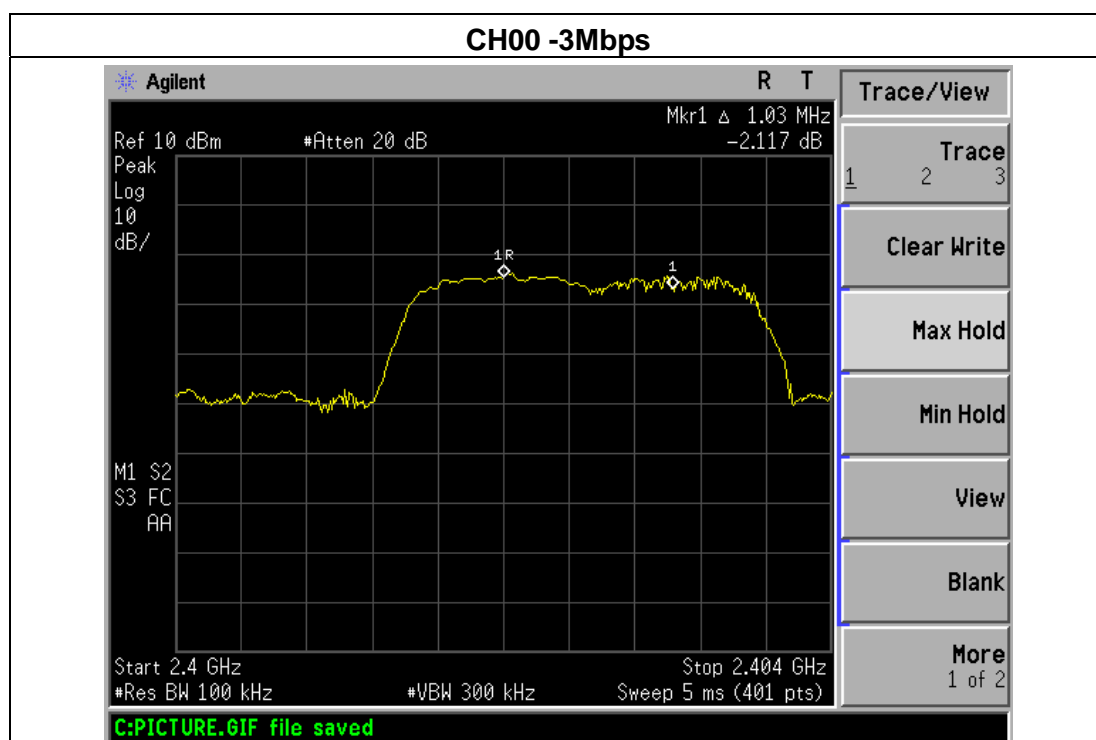 CH00 -3Mbps
Agilent R T
Mkr1 Δ 1.03 MHz
Ref 10 dBm #Atten 20 dB -2.117 dB
Peak
Log
10
dB/
1R
1
M1 S2
S3 FC
AA
Start 2.4 GHz Stop 2.404 GHz
#Res BW 100 kHz #VBW 300 kHz Sweep 5 ms (401 pts)
C:PICTURE.GIF file saved
Trace/View
Trace
1 2 3
Clear Write
Max Hold
Min Hold
View
Blank
More
1 of 2